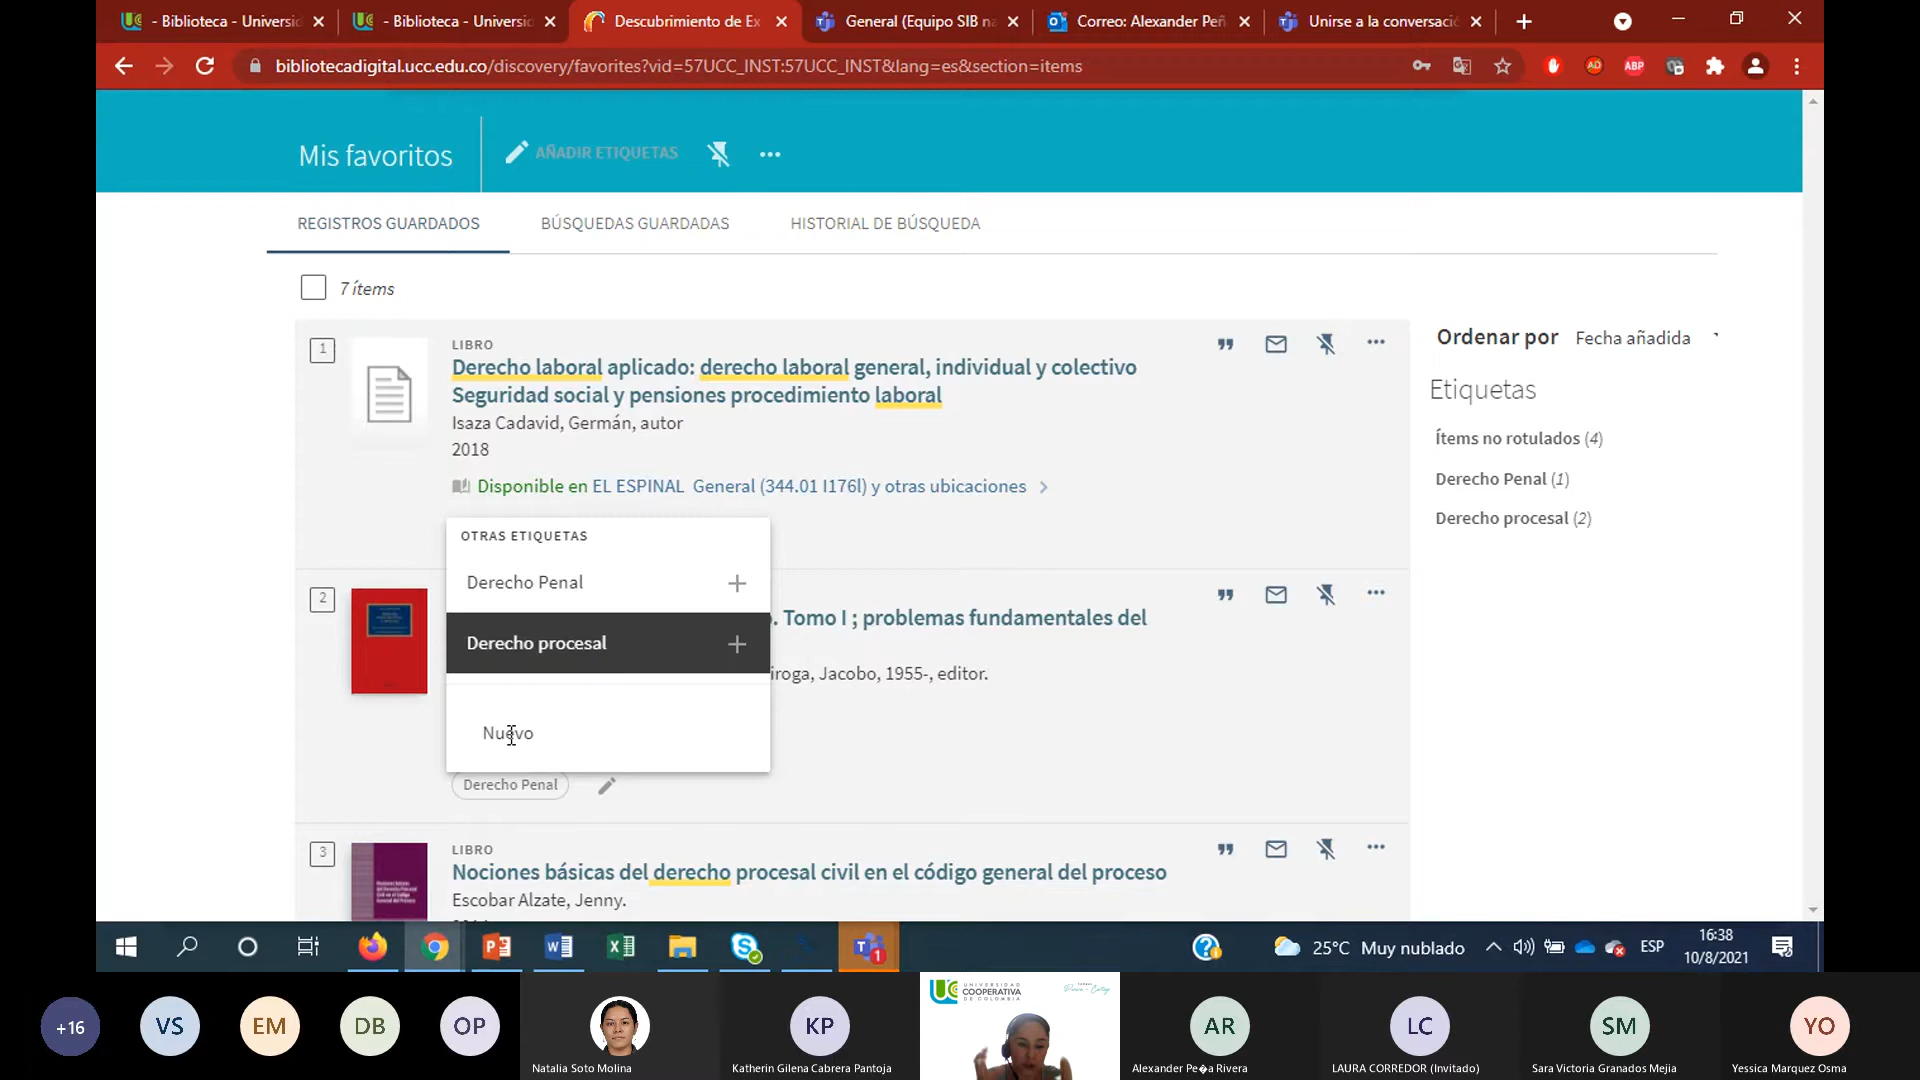 - Biblioteca - Universid
- Biblioteca - Universid
Descubrimiento de Ex
General (Equipo SIB na
Correo: Alexander Peñ
Unirse a la conversació
bibliotecadigital.ucc.edu.co/discovery/favorites?vid=57UCC_INST:57UCC_INST&lang=es&section=items
Mis favoritos
AÑADIR ETIQUETAS
REGISTROS GUARDADOS
BÚSQUEDAS GUARDADAS
HISTORIAL DE BÚSQUEDA
7 ítems
1
LIBRO
Derecho laboral aplicado: derecho laboral general, individual y colectivo
Seguridad social y pensiones procedimiento laboral
Isaza Cadavid, Germán, autor
2018
Disponible en EL ESPINAL General (344.01 I176l) y otras ubicaciones
Ordenar por Fecha añadida
Etiquetas
Ítems no rotulados (4)
Derecho Penal (1)
Derecho procesal (2)
OTRAS ETIQUETAS
Derecho Penal
Derecho procesal
Nuevo
2
. Tomo I ; problemas fundamentales del
iroga, Jacobo, 1955-, editor.
Derecho Penal
3
LIBRO
Nociones básicas del derecho procesal civil en el código general del proceso
Escobar Alzate, Jenny.
ABP
25°C Muy nublado
ESP
16:38
10/8/2021
1
+16
VS
EM
DB
OP
Natalia Soto Molina
KP
Katherin Gilena Cabrera Pantoja
UNIVERSIDAD
COOPERATIVA
DE COLOMBIA
AR
Alexander Pe�a Rivera
LC
LAURA CORREDOR (Invitado)
SM
Sara Victoria Granados Mejia
YO
Yessica Marquez Osma